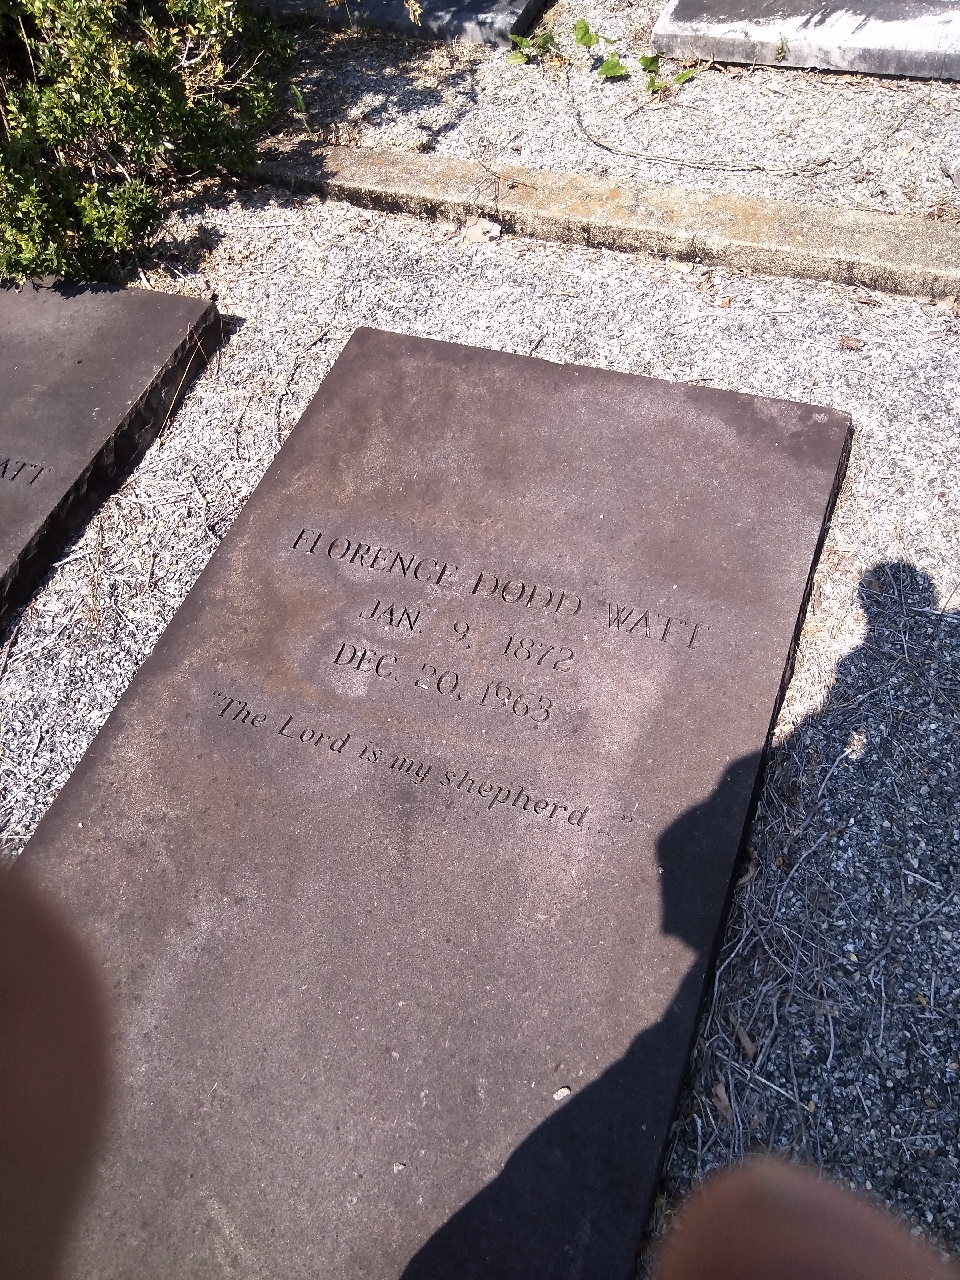 FLORENCE DODD WATT
JAN. 9, 1872
DEC. 20, 1963
"The Lord is my shepherd..."
ATT